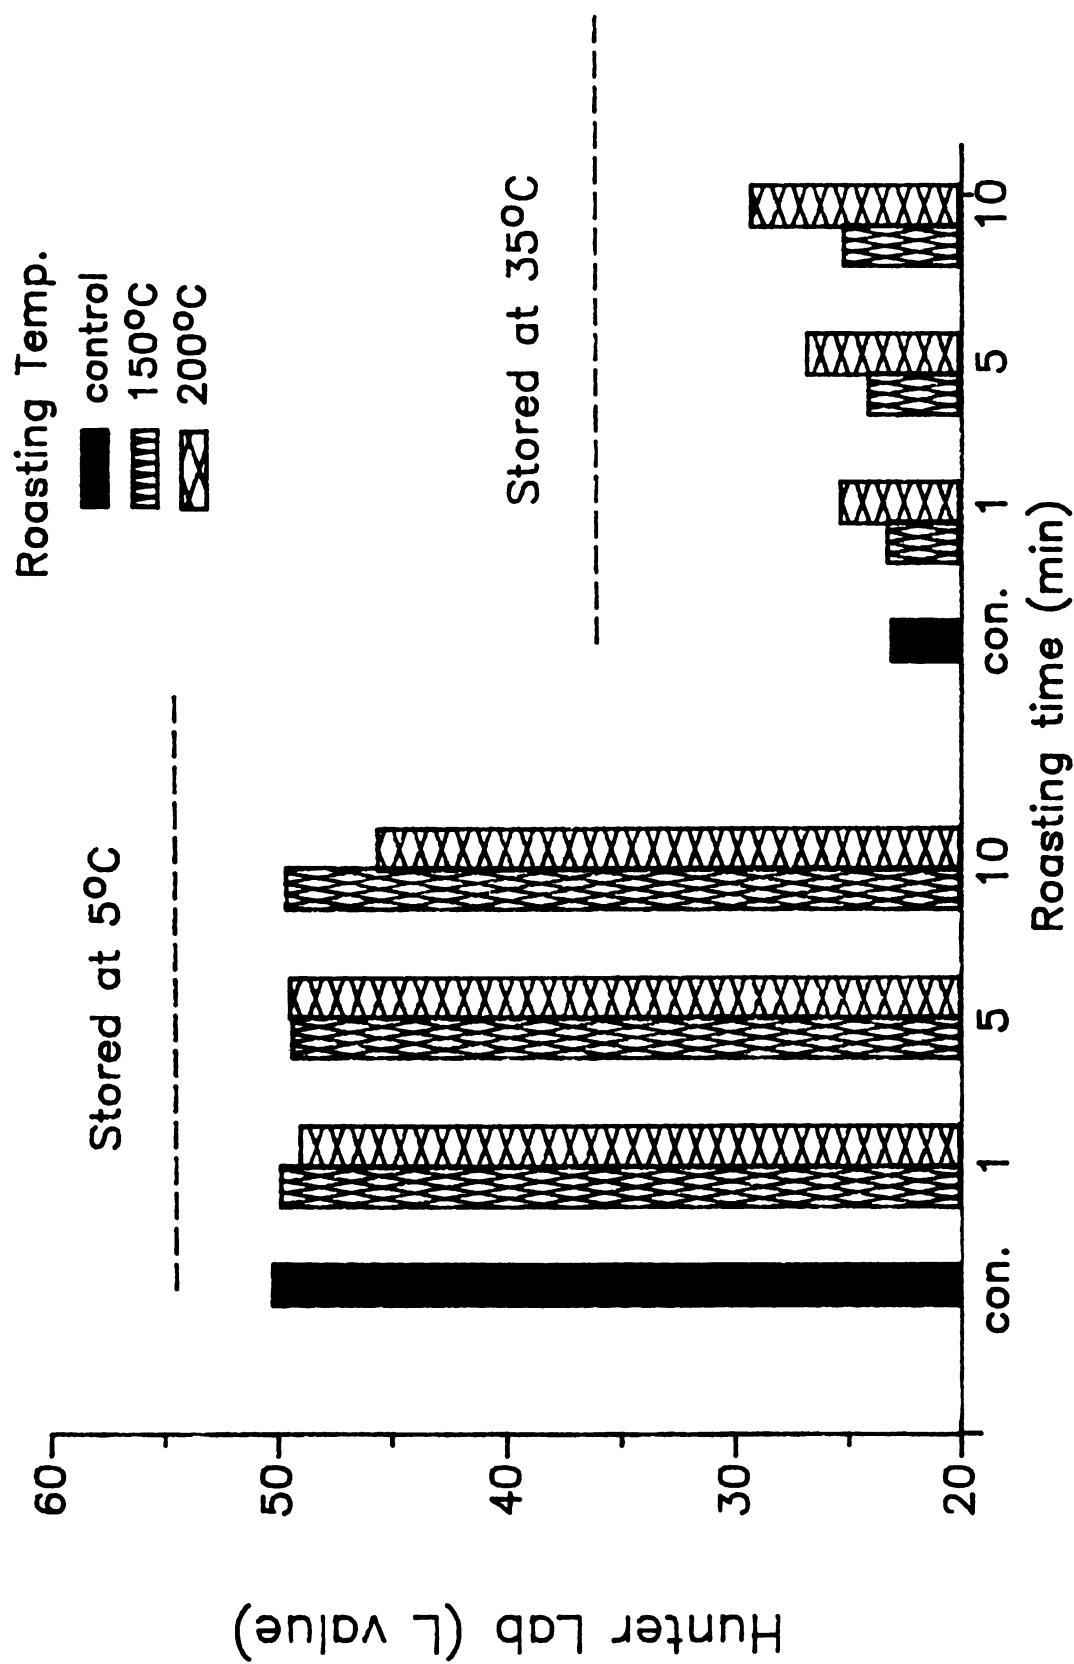 Roasting Temp.
control
150°C
200°C
Stored at 5°C
Stored at 35°C
60
50
40
30
20
Hunter Lab (L value)
con.
1
5
10
con.
1
5
10
Roasting time (min)